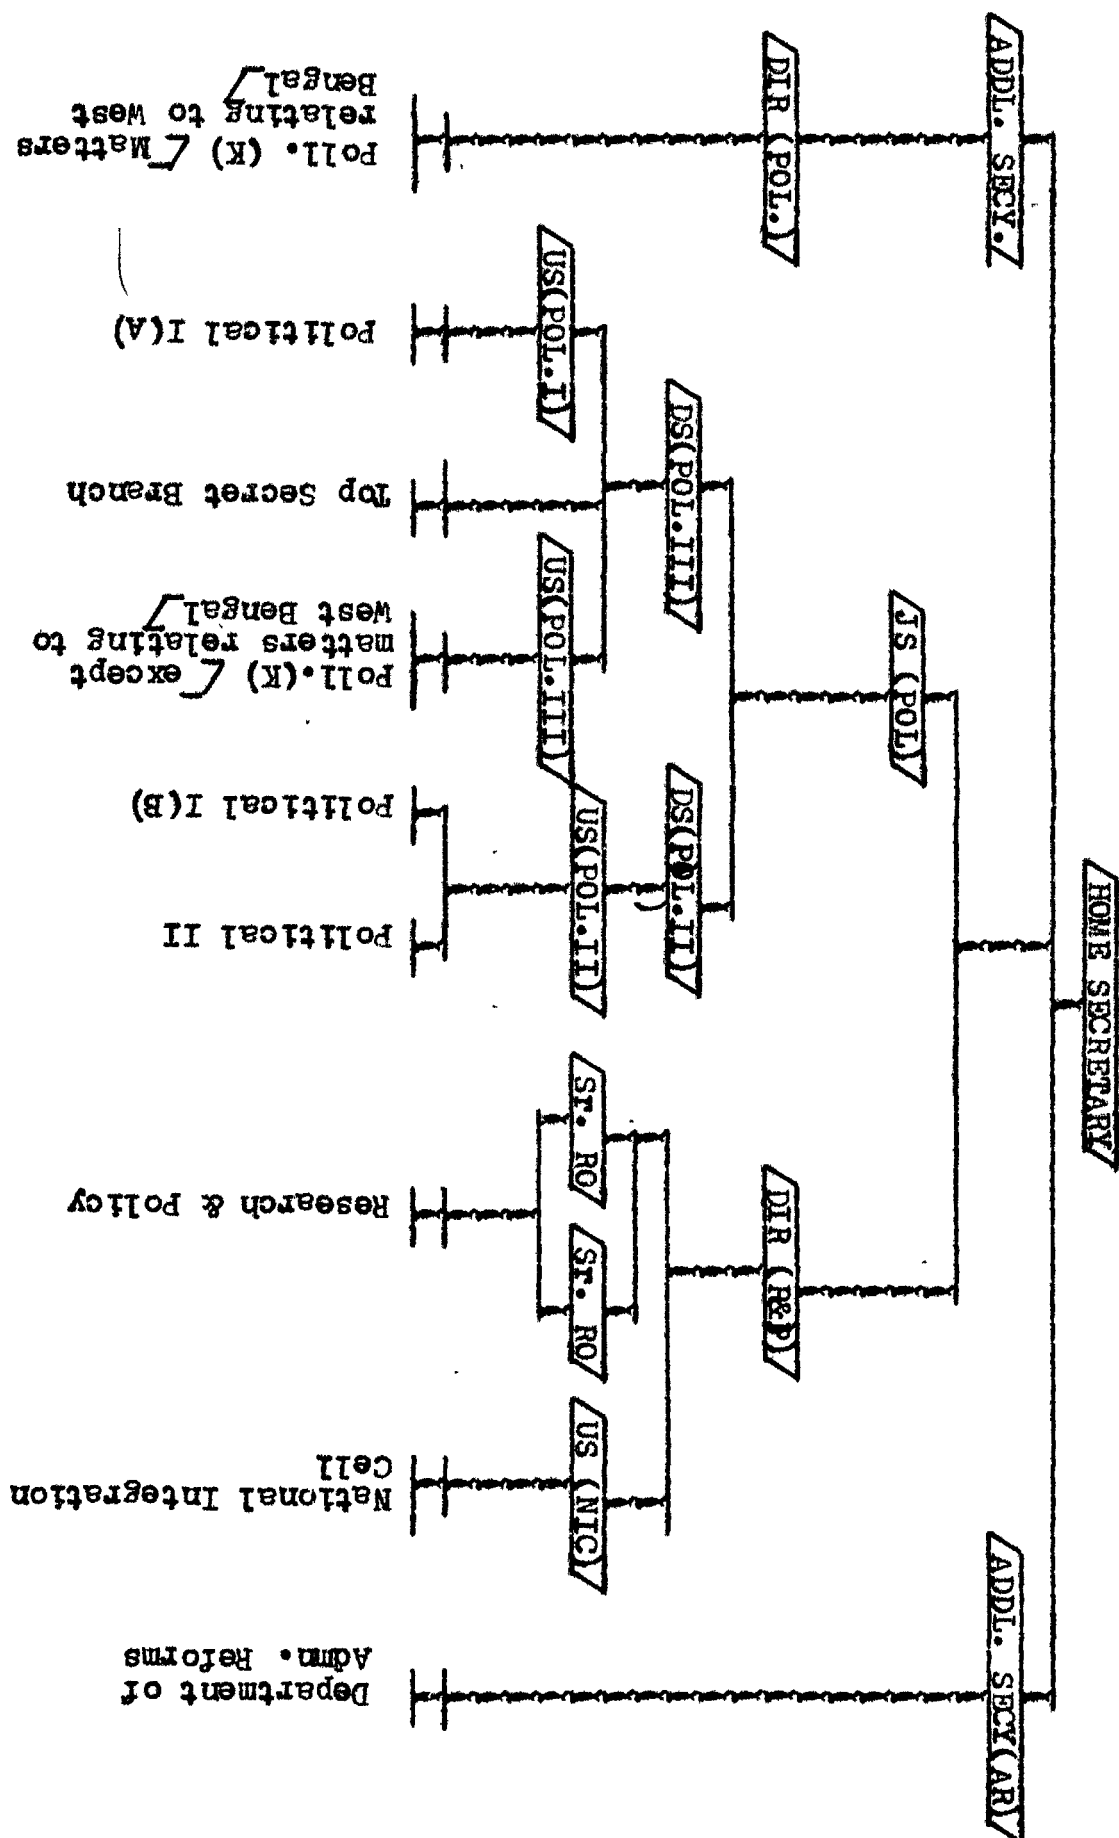 HOME SECRETARY
ADDL. SECY.
ADDL. SECY(AR)
JS (POL)
DIR (POL.)
DIR (R&P)
DS(POL.III)
DS(POL.II)
US(POL.I)
US(POL.III)
US(POL.II)
Sr. RO
Sr. RO
US (NIC)
Poll. (K) [Matters
relating to West
Bengal]
Political I(A)
Top Secret Branch
Poll.(K) [except
matters relating to
West Bengal]
Political I(B)
Political II
Research & Policy
National Integration
Cell
Department of
Admn. Reforms